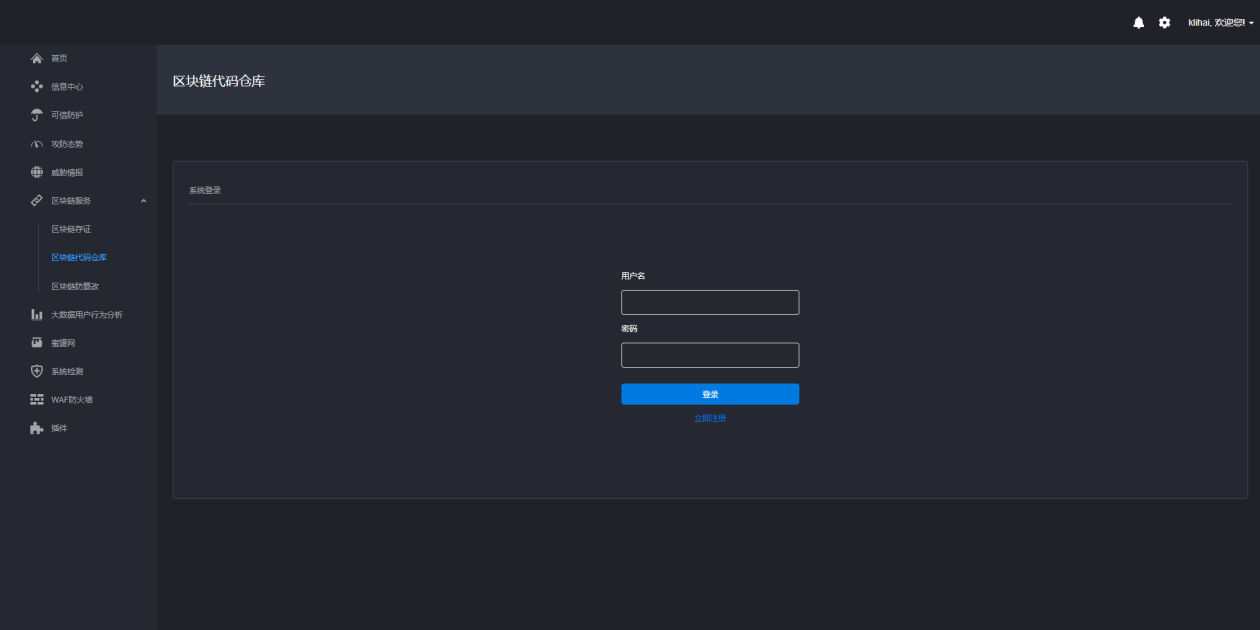 klihai, 欢迎您!
首页
信息中心
可信防护
攻防态势
威胁情报
区块链服务
区块链存证
区块链代码仓库
区块链防篡改
大数据用户行为分析
蜜罐网
系统检测
WAF防火墙
插件
区块链代码仓库
系统登录
用户名
密码
登录
立即注册